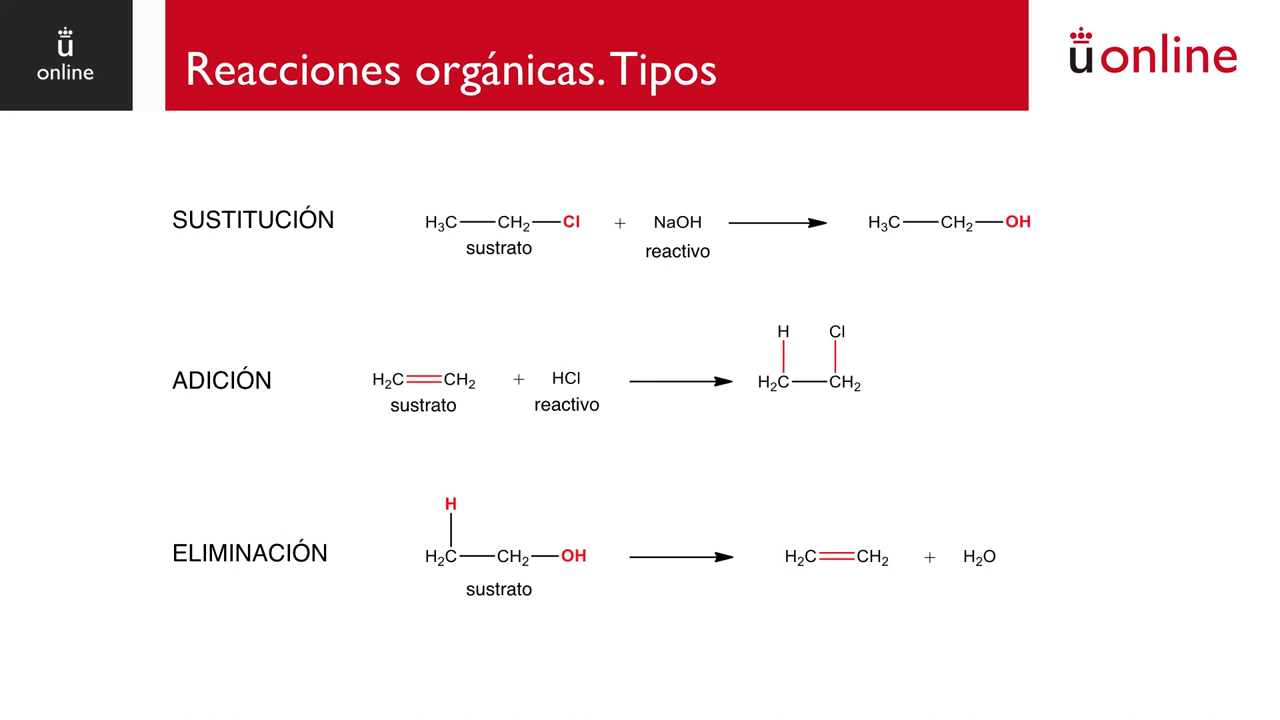 ü
online
Reacciones orgánicas. Tipos
üonline
SUSTITUCIÓN
H₃C—CH₂—Cl + NaOH → H₃C—CH₂—OH
sustrato reactivo
H Cl
ADICIÓN
H₂C=CH₂ + HCl → H₂C—CH₂
sustrato reactivo
H
ELIMINACIÓN
H₂C—CH₂—OH → H₂C=CH₂ + H₂O
sustrato